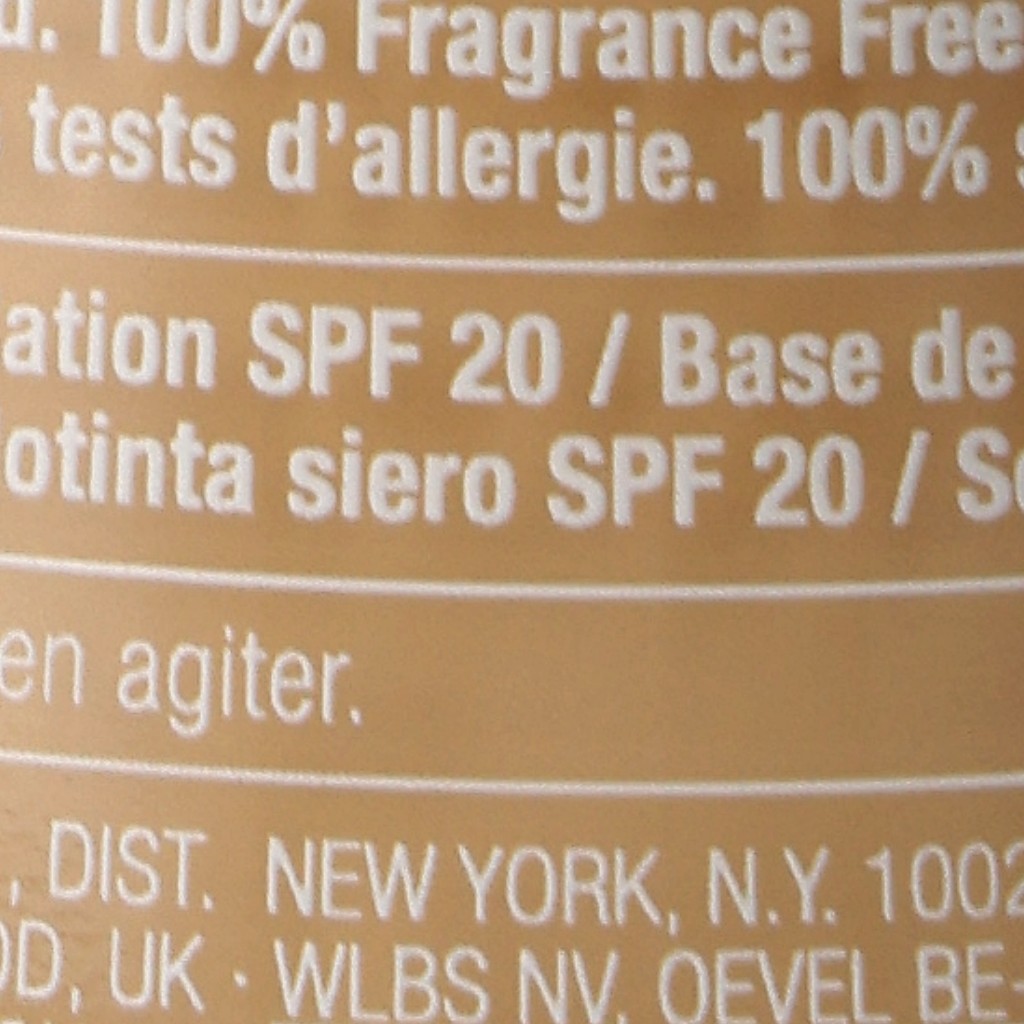 d. 100% Fragrance Free
tests d'allergie. 100% s
ation SPF 20 / Base de
otinta siero SPF 20 / Se
en agiter.
, DIST. NEW YORK, N.Y. 1002
OD, UK · WLBS NV, OEVEL BE-